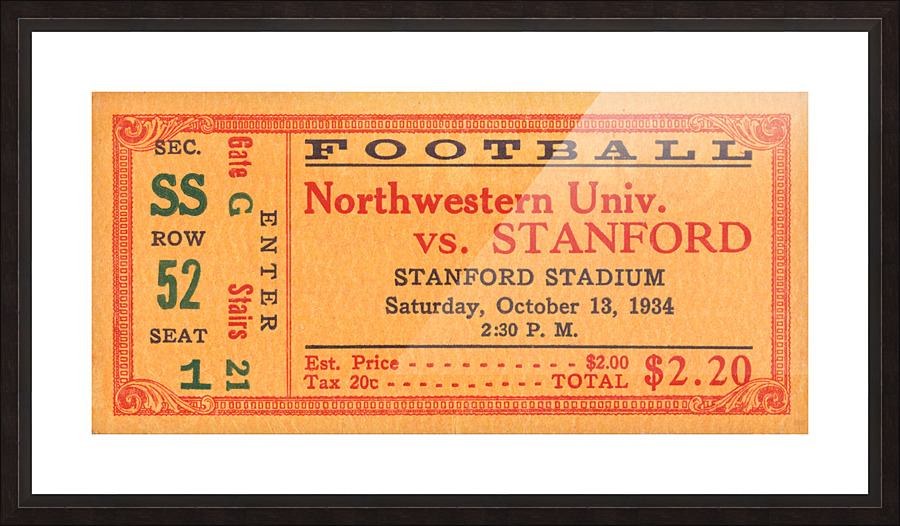 SEC.
SS
ROW
52
SEAT
1
Gate G Stairs 21
ENTER
FOOTBALL
Northwestern Univ.
vs. STANFORD
STANFORD STADIUM
Saturday, October 13, 1934
2:30 P. M.
Est. Price - - - - - - - - - - - $2.00
Tax 20c - - - - - - - - - - TOTAL $2.20